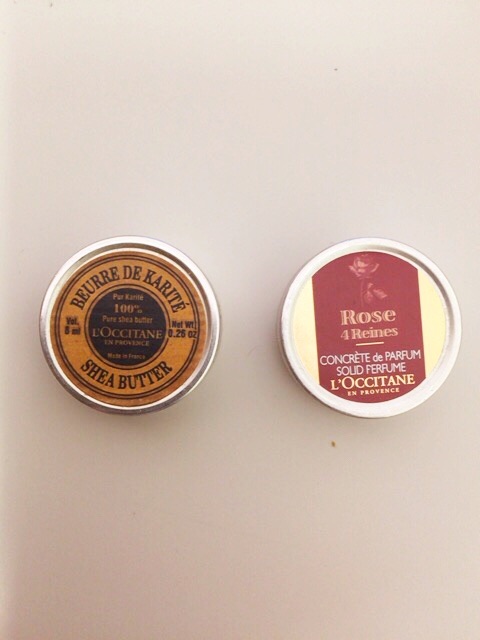 BEURRE DE KARITÉ
Pur Karité
100%
Pure shea butter
Vol.
8 ml
L'OCCITANE
EN PROVENCE
Net Wt
0.26 oz
Made in France
SHEA BUTTER
Rose
4 Reines
CONCRÈTE de PARFUM
SOLID FERFUME
L'OCCITANE
EN PROVENCE